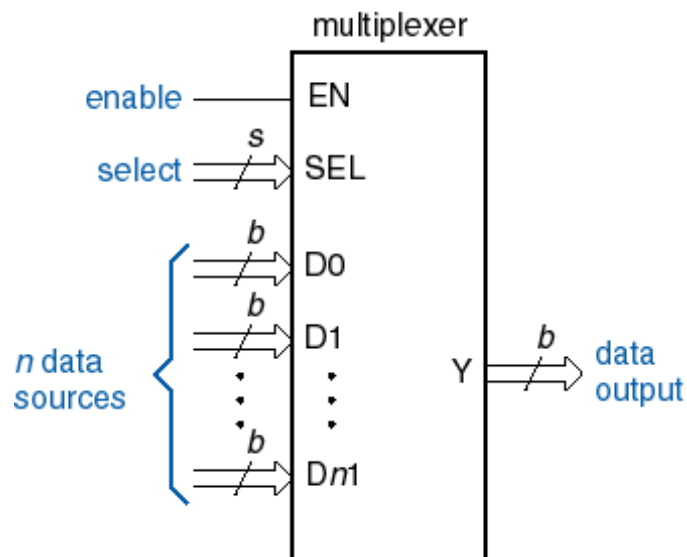 multiplexer
enable
EN
s
select
SEL
b
D0
b
D1
n data
sources
Y
b
data
output
b
Dn1